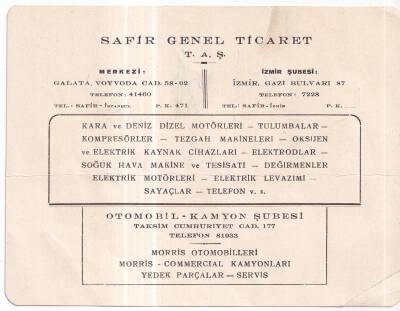 SAFİR GENEL TİCARET
T. A. Ş.
MERKEZİ:
GALATA, VOYVODA CAD. 58-62
TELEFON: 41460
TEL.: SAFİR-İstanbul P. K. 471
İZMİR ŞUBESİ:
İZMİR, GAZİ BULVARI 87
TELEFON: 7228
TEL: SAFİR-İzmir P. K.....
KARA ve DENİZ DİZEL MOTÖRLERİ — TULUMBALAR —
KOMPRESÖRLER — TEZGAH MAKİNELERİ — OKSİJEN
ve ELEKTRİK KAYNAK CİHAZLARI — ELEKTRODLAR —
SOĞUK HAVA MAKİNE ve TESİSATI — DEĞİRMENLER
ELEKTRİK MOTÖRLERİ — ELEKTRİK LEVAZIMI —
SAYAÇLAR — TELEFON v. s.
OTOMOBİL - KAMYON ŞUBESİ
TAKSİM CUMHURİYET CAD. 177
TELEFON 81933
MORRİS OTOMOBİLLERİ
MORRİS - COMMERCIAL KAMYONLARI
YEDEK PARÇALAR — SERVİS